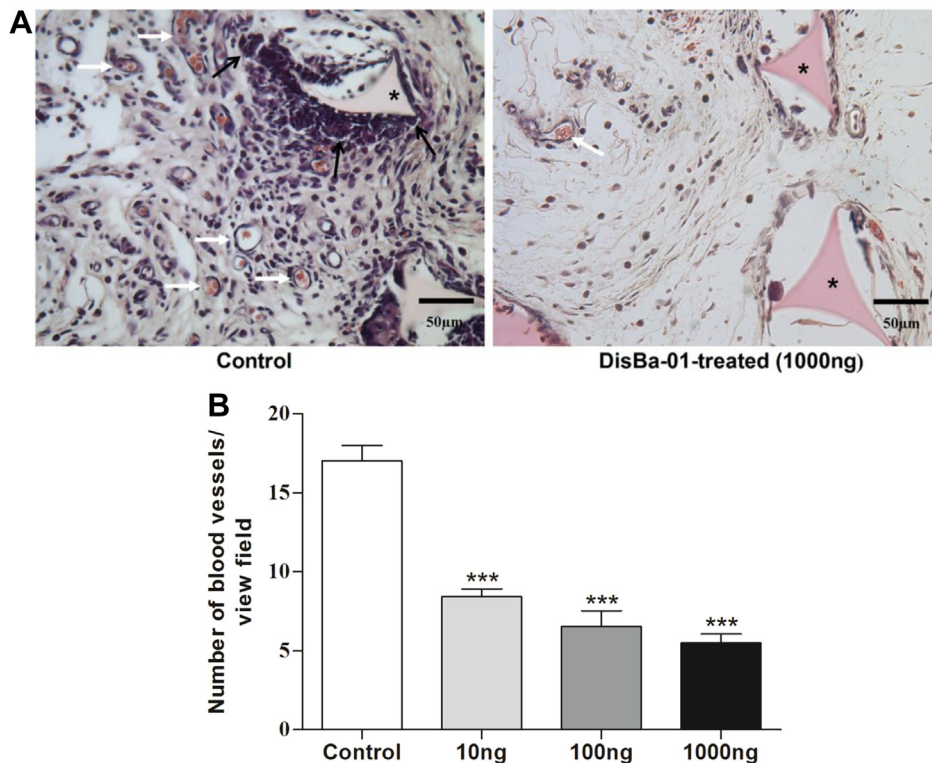 A
*
*
*
50µm
50µm
Control
DisBa-01-treated (1000ng)
B
Number of blood vessels/
view field
20
15
10
5
0
***
***
***
Control
10ng
100ng
1000ng